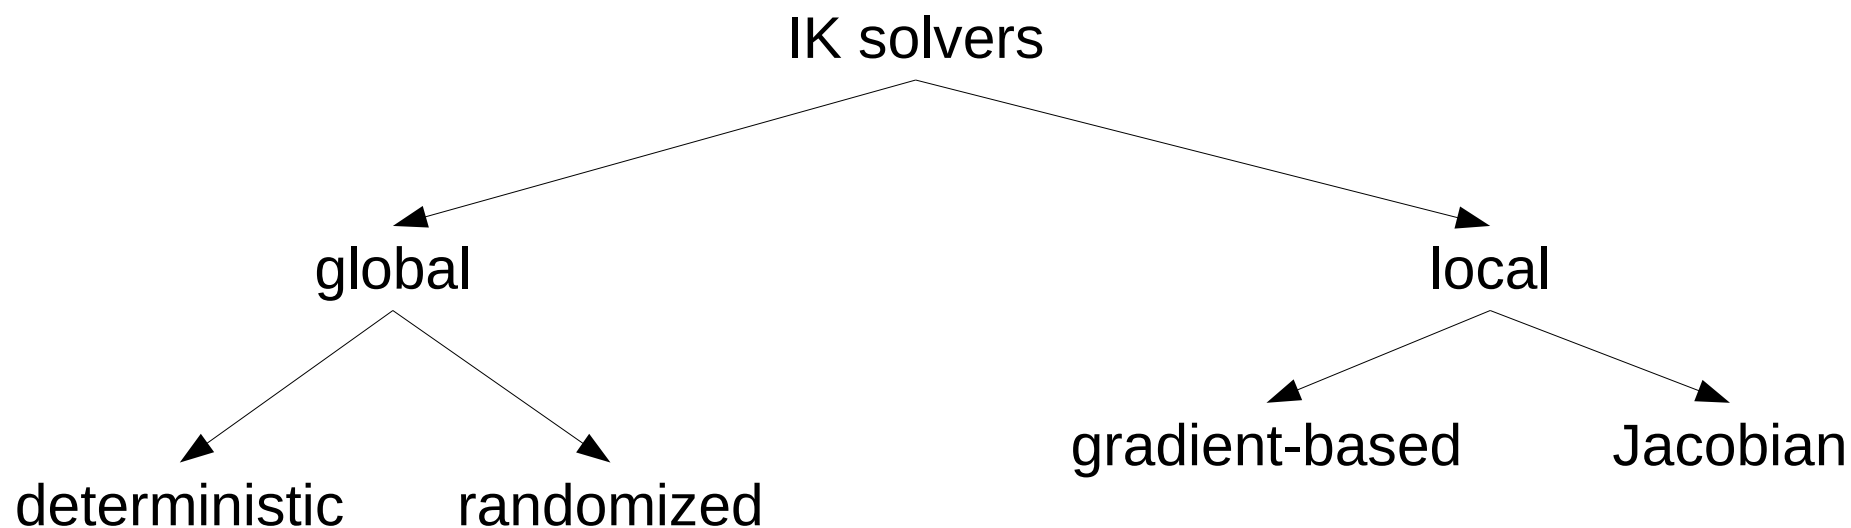 IK solvers
global
local
gradient-based
Jacobian
deterministic
randomized